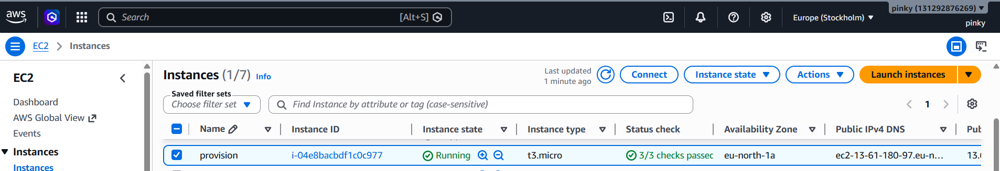 aws
Search
[Alt+S]
Europe (Stockholm)
pinky (131292876269)
pinky
EC2
Instances
EC2
Dashboard
AWS Global View
Events
Instances
Instances
Instances (1/7)
Info
Last updated
1 minute ago
Connect
Instance state
Actions
Launch instances
Saved filter sets
Choose filter set
Find Instance by attribute or tag (case-sensitive)
1
Name
Instance ID
Instance state
Instance type
Status check
Availability Zone
Public IPv4 DNS
provision
i-04e8bacbdf1c0c977
Running
t3.micro
3/3 checks
eu-north-1a
ec2-13-61-180-97.eu-n...